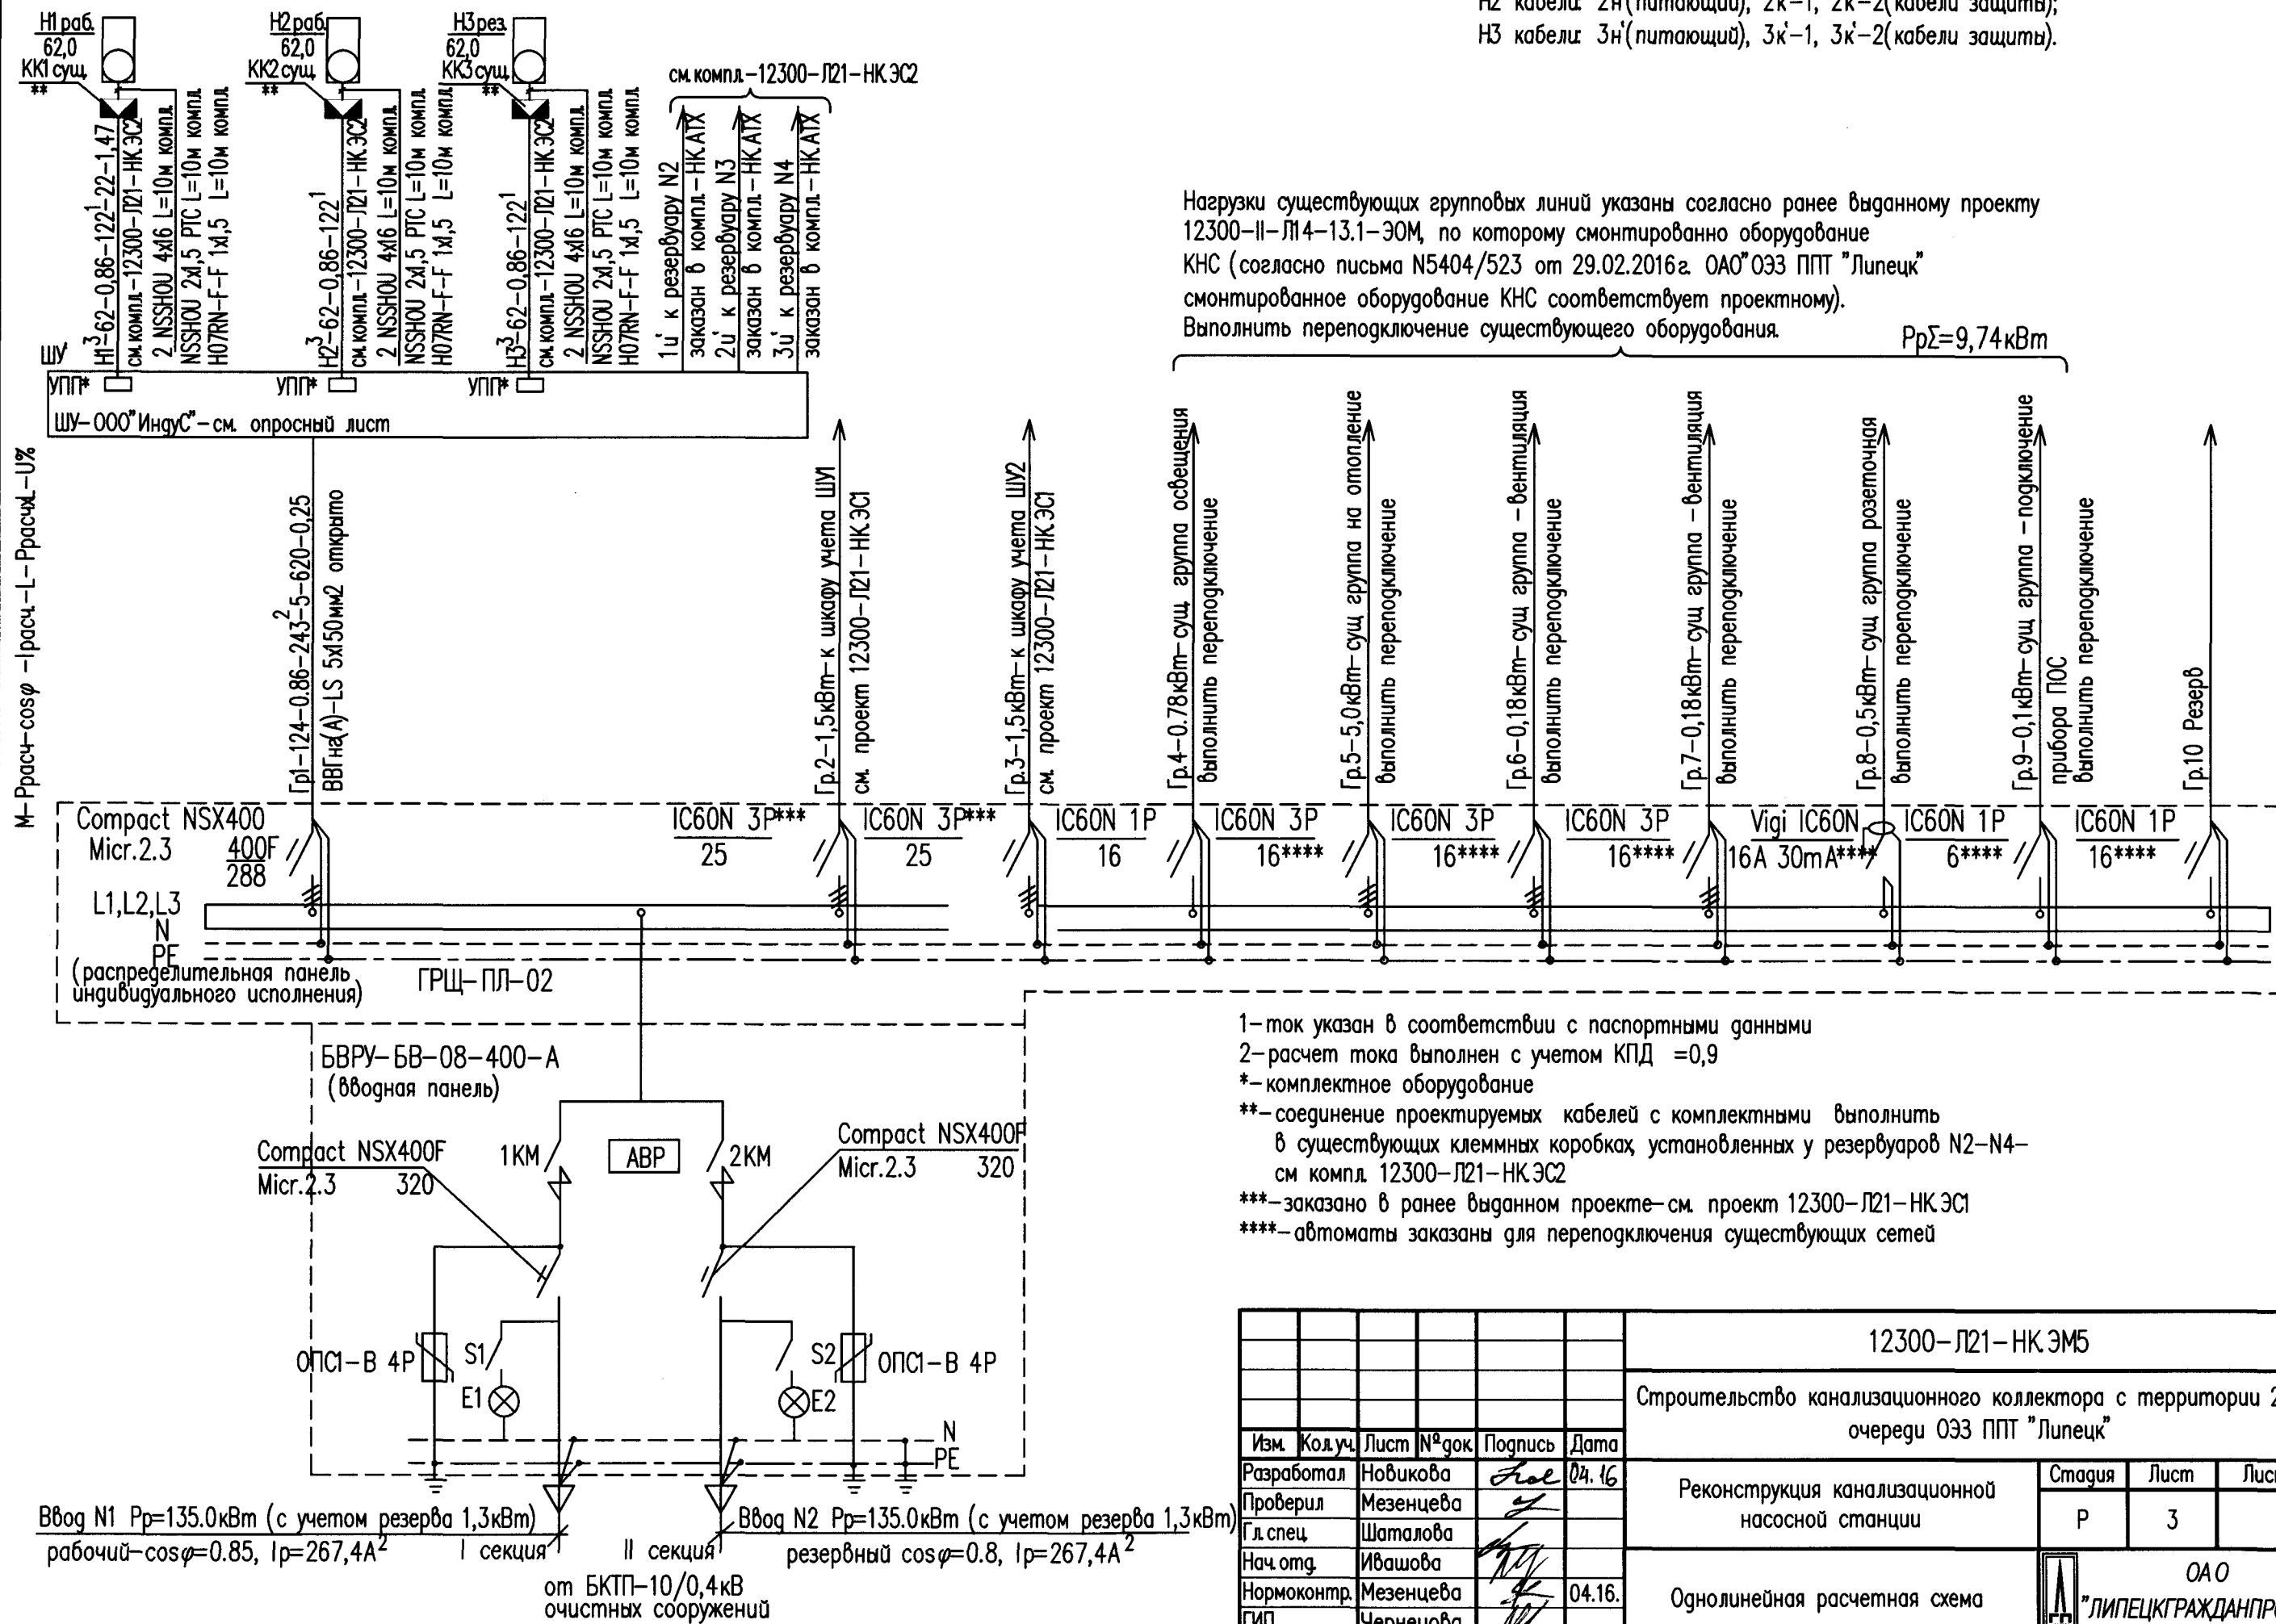 Н2 кабели: 2н'(питающий), 2к'-1, 2к'-2(кабели защиты);
Н3 кабели: 3н'(питающий), 3к'-1, 3к'-2(кабели защиты).
Н1 раб.
62,0
КК1 сущ.
**
Н2 раб.
62,0
КК2 сущ.
**
Н3 рез.
62,0
КК3 сущ.
**
см. компл.-12300-Л21-НК.ЭС2
Н1³-62-0,86-122¹-22-1,47
см. компл.-12300-Л21-НК.ЭС2
2 NSSHOU 4x16 L=10м компл.
NSSHOU 2x1,5 PTC L=10м компл.
H07RN-F-F 1x1,5 L=10м компл.
Н2³-62-0,86-122¹
см. компл.-12300-Л21-НК.ЭС2
2 NSSHOU 4x16 L=10м компл.
NSSHOU 2x1,5 PTC L=10м компл.
H07RN-F-F 1x1,5 L=10м компл.
Н3³-62-0,86-122¹
см. компл.-12300-Л21-НК.ЭС2
2 NSSHOU 4x16 L=10м компл.
NSSHOU 2x1,5 PTC L=10м компл.
H07RN-F-F 1x1,5 L=10м компл.
1и' к резервуару N2
заказан в компл.-НК.АТХ
2и' к резервуару N3
заказан в компл.-НК.АТХ
3и' к резервуару N4
заказан в компл.-НК.АТХ
ШУ
УПП*
УПП*
УПП*
ШУ-ООО"ИндуС"-см. опросный лист
Нагрузки существующих групповых линий указаны согласно ранее выданному проекту
12300-II-Л14-13.1-ЭОМ, по которому смонтированно оборудование
КНС (согласно письма N5404/523 от 29.02.2016г. ОАО"ОЭЗ ППТ "Липецк"
смонтированное оборудование КНС соответствует проектному).
Выполнить переподключение существующего оборудования.
РрΣ=9,74кВт
М-Ррасч-cosφ -Iрасч.-L-Ррасчxl-U%
Гр1-124-0.86-243²-5-620-0,25
ВВГнг(А)-LS 5x150мм2 открыто
Гр.2-1,5кВт-к шкафу учета ШУ1
см. проект 12300-Л21-НК.ЭС1
Гр.3-1,5кВт-к шкафу учета ШУ2
см. проект 12300-Л21-НК.ЭС1
Гр.4-0.78кВт-сущ. группа освещения
выполнить переподключение
Гр.5-5,0кВт-сущ группа на отопление
выполнить переподключение
Гр.6-0,18кВт-сущ группа -вентиляция
выполнить переподключение
Гр.7-0,18кВт-сущ группа -вентиляция
выполнить переподключение
Гр.8-0,5кВт-сущ группа розеточная
выполнить переподключение
Гр.9-0,1кВт-сущ группа -подключение
прибора ПОС
выполнить переподключение
Гр.10 Резерв
Compact NSX400
Micr.2.3
400F
288
IC60N 3P***
25
IC60N 3P***
25
IC60N 1P
16
IC60N 3P
16****
IC60N 3P
16****
IC60N 3P
16****
Vigi IC60N
16A 30mA****
IC60N 1P
6****
IC60N 1P
16****
L1,L2,L3
N
PE
(распределительная панель
индивидуального исполнения)
ГРЩ-ПЛ-02
БВРУ-БВ-08-400-А
(вводная панель)
Compact NSX400F
Micr.2.3 320
1КМ
АВР
2КМ
Compact NSX400F
Micr.2.3 320
ОПС1-В 4Р
S1
E1
S2
E2
ОПС1-В 4Р
N
PE
Ввод N1 Рр=135.0кВт (с учетом резерва 1,3кВт)
рабочий-cosφ=0.85, Iр=267,4А²
I секция
II секция
Ввод N2 Рр=135.0кВт (с учетом резерва 1,3кВт)
резервный cosφ=0.8, Iр=267,4А²
от БКТП-10/0,4кВ
очистных сооружений
1-ток указан в соответствии с паспортными данными
2-расчет тока выполнен с учетом КПД =0,9
*-комплектное оборудование
**-соединение проектируемых кабелей с комплектными выполнить
в существующих клеммных коробках, установленных у резервуаров N2-N4-
см компл. 12300-Л21-НК.ЭС2
***-заказано в ранее выданном проекте-см. проект 12300-Л21-НК.ЭС1
****-автоматы заказаны для переподключения существующих сетей
12300-Л21-НК.ЭМ5
Строительство канализационного коллектора с территории 2
очереди ОЭЗ ППТ "Липецк"
Изм. Кол.уч. Лист №док. Подпись Дата
Разработал Новикова 04.16
Проверил Мезенцева
Гл.спец. Шаталова
Нач.отд. Ивашова
Нормоконтр. Мезенцева 04.16.
ГИП Чернецова
Реконструкция канализационной
насосной станции
Стадия Лист Лис
Р 3
Однолинейная расчетная схема
ОАО
"ЛИПЕЦКГРАЖДАНПР